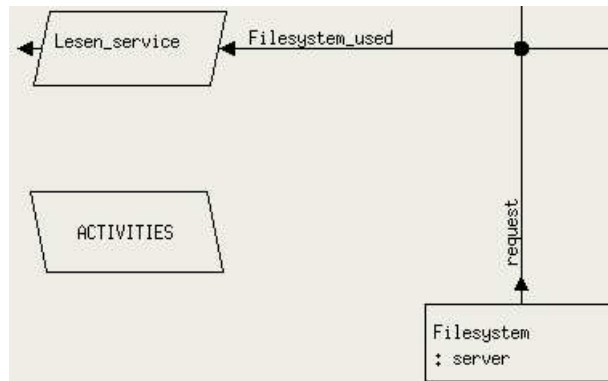 Lesen_service
Filesystem_used
ACTIVITIES
request
Filesystem
: server